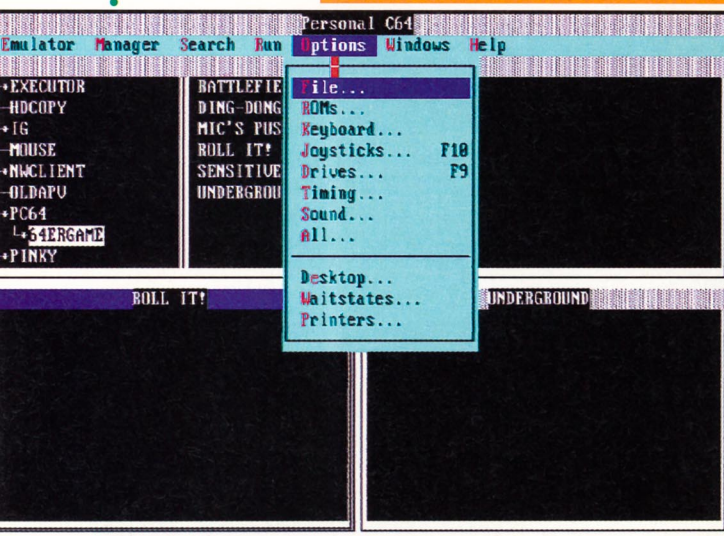 Personal C64
Emulator Manager Search Run Options Windows Help
EXECUTOR
HDCOPY
IG
MOUSE
NWCLIENT
OLDAPV
PC64
64ERGAME
PINKY
BATTLEFIE
DING-DONG
MIC'S PUS
ROLL IT!
SENSITIVE
UNDERGROU
File...
ROMs...
Keyboard...
Joysticks... F10
Drives... F9
Timing...
Sound...
All...
Desktop...
Waitstates...
Printers...
ROLL IT!
UNDERGROUND